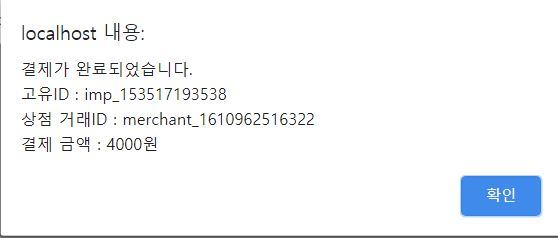 localhost 내용:
결제가 완료되었습니다.
고유ID : imp_153517193538
상점 거래ID : merchant_1610962516322
결제 금액 : 4000원
확인